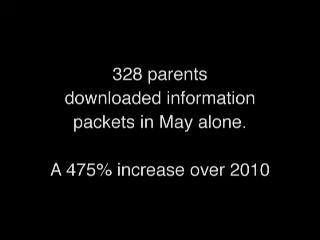 328 parents
downloaded information
packets in May alone.
A 475% increase over 2010